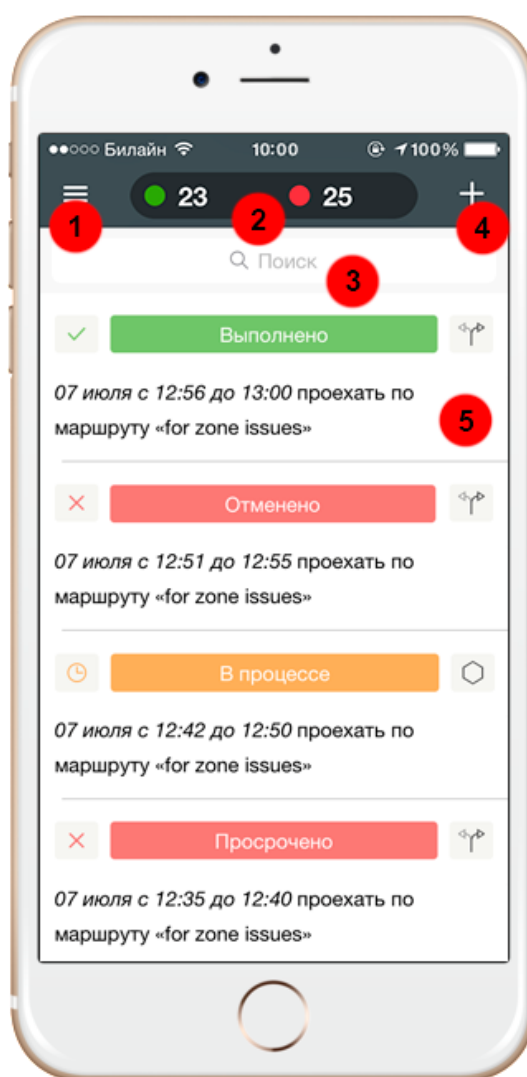 Билайн 10:00 100%
23 25
1 2 4
Поиск
3
Выполнено
07 июля с 12:56 до 13:00 проехать по
маршруту «for zone issues»
5
Отменено
07 июля с 12:51 до 12:55 проехать по
маршруту «for zone issues»
В процессе
07 июля с 12:42 до 12:50 проехать по
маршруту «for zone issues»
Просрочено
07 июля с 12:35 до 12:40 проехать по
маршруту «for zone issues»